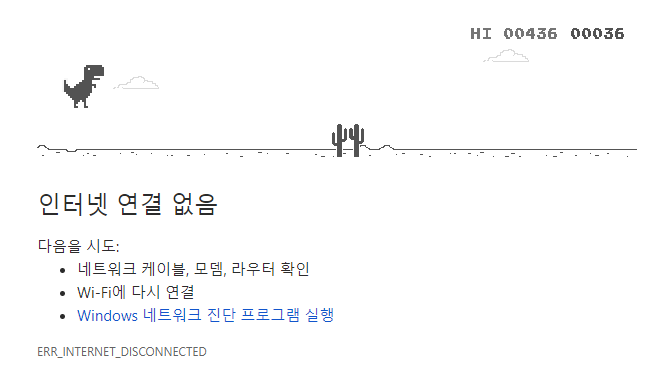 HI 00436 00036
인터넷 연결 없음
다음을 시도:
네트워크 케이블, 모뎀, 라우터 확인
Wi-Fi에 다시 연결
Windows 네트워크 진단 프로그램 실행
ERR_INTERNET_DISCONNECTED